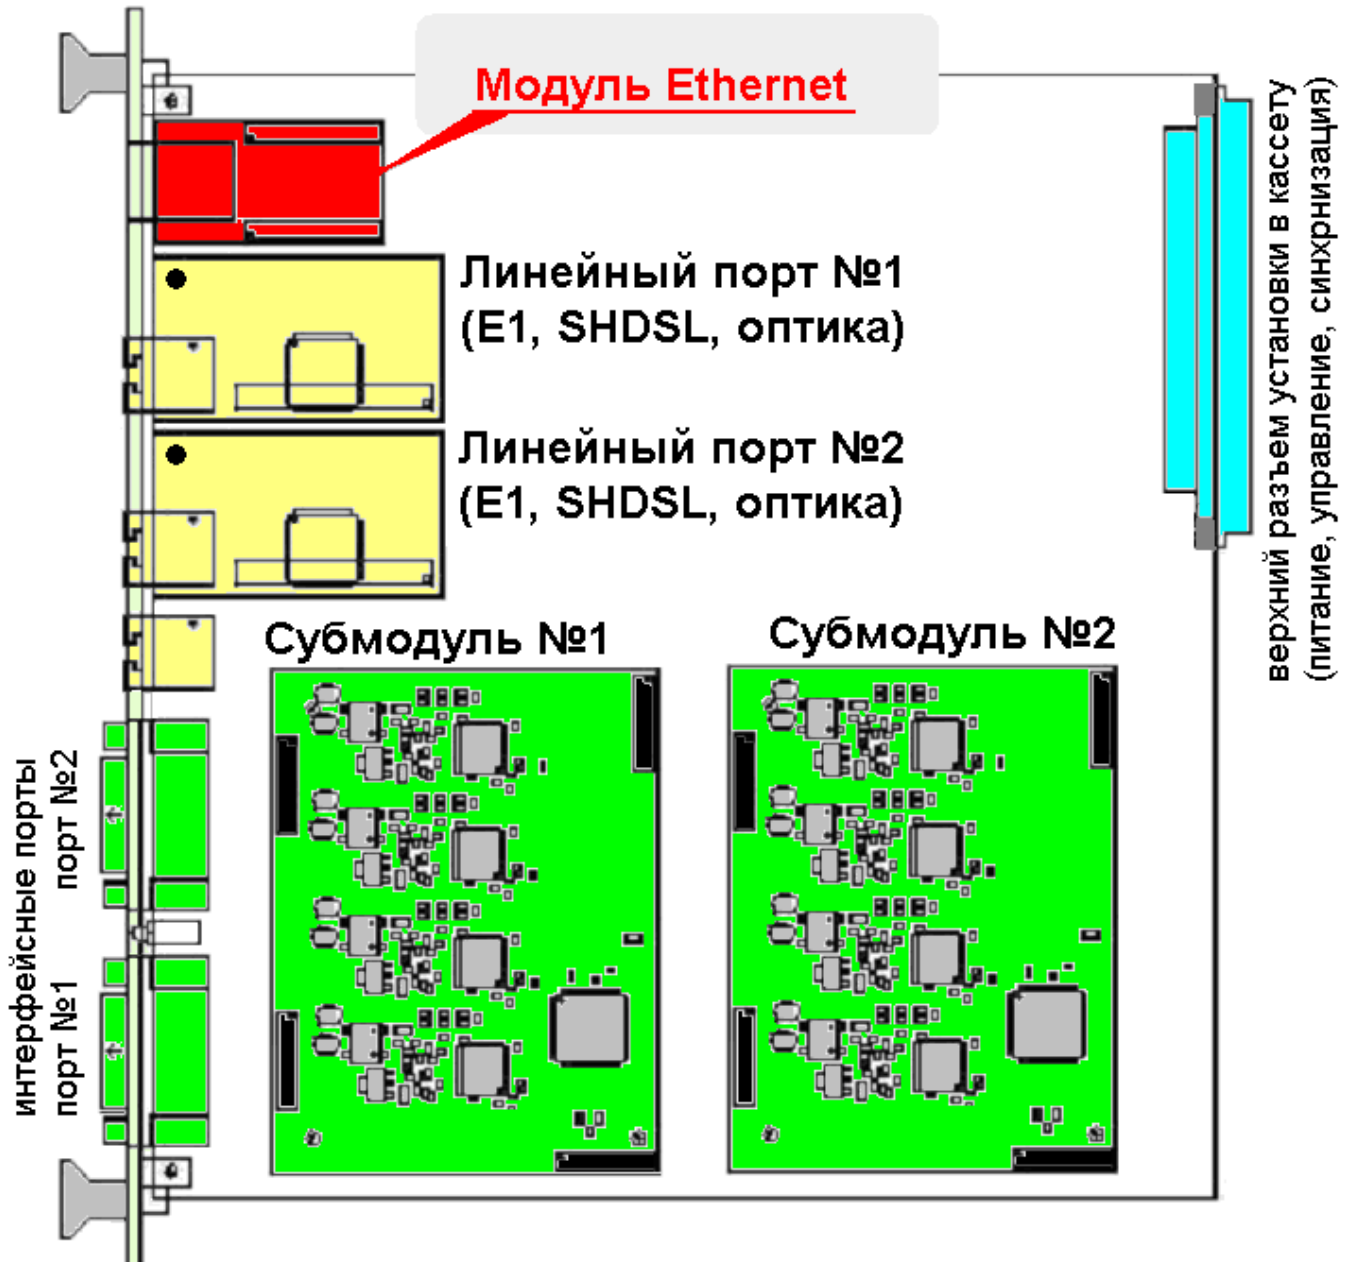 Модуль Ethernet
Линейный порт №1
(E1, SHDSL, оптика)
Линейный порт №2
(E1, SHDSL, оптика)
Субмодуль №1
Субмодуль №2
интерфейсные порты
порт №1 порт №2
верхний разъем установки в кассету
(питание, управление, синхрнизация)